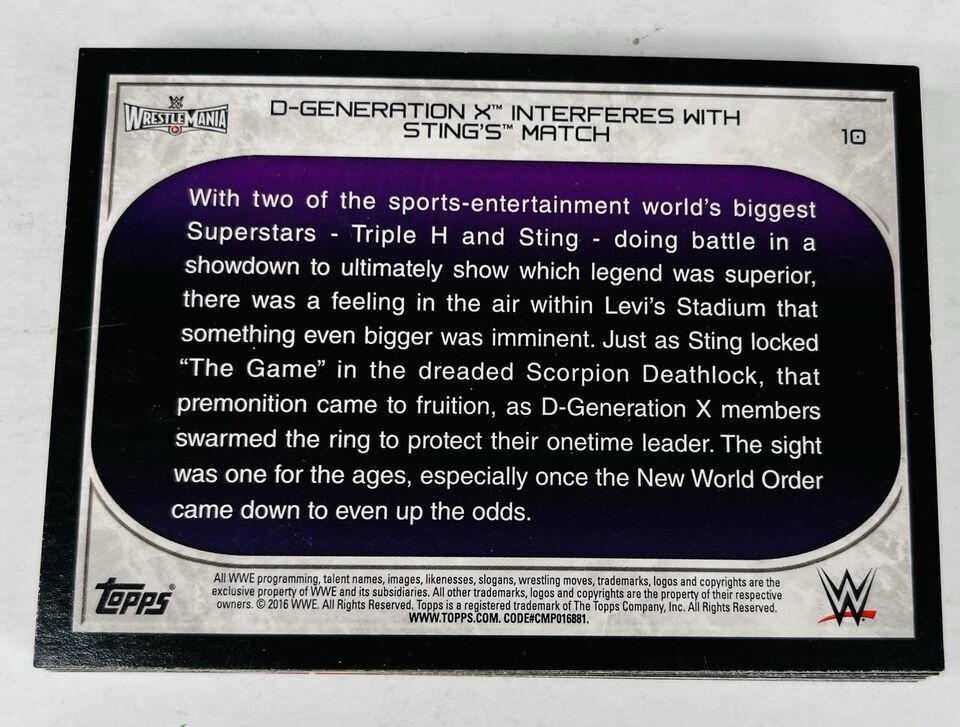 W
WRESTLEMANIA
D-GENERATION X™ INTERFERES WITH
STING'S™ MATCH
10
With two of the sports-entertainment world's biggest
Superstars - Triple H and Sting - doing battle in a
showdown to ultimately show which legend was superior,
there was a feeling in the air within Levi's Stadium that
something even bigger was imminent. Just as Sting locked
“The Game” in the dreaded Scorpion Deathlock, that
premonition came to fruition, as D-Generation X members
swarmed the ring to protect their onetime leader. The sight
was one for the ages, especially once the New World Order
came down to even up the odds.
topps®
All WWE programming, talent names, images, likenesses, slogans, wrestling moves, trademarks, logos and copyrights are the
exclusive property of WWE and its subsidiaries. All other trademarks, logos and copyrights are the property of their respective
owners. © 2016 WWE. All Rights Reserved. Topps is a registered trademark of The Topps Company, Inc. All Rights Reserved.
WWW.TOPPS.COM. CODE#CMP016881.
W